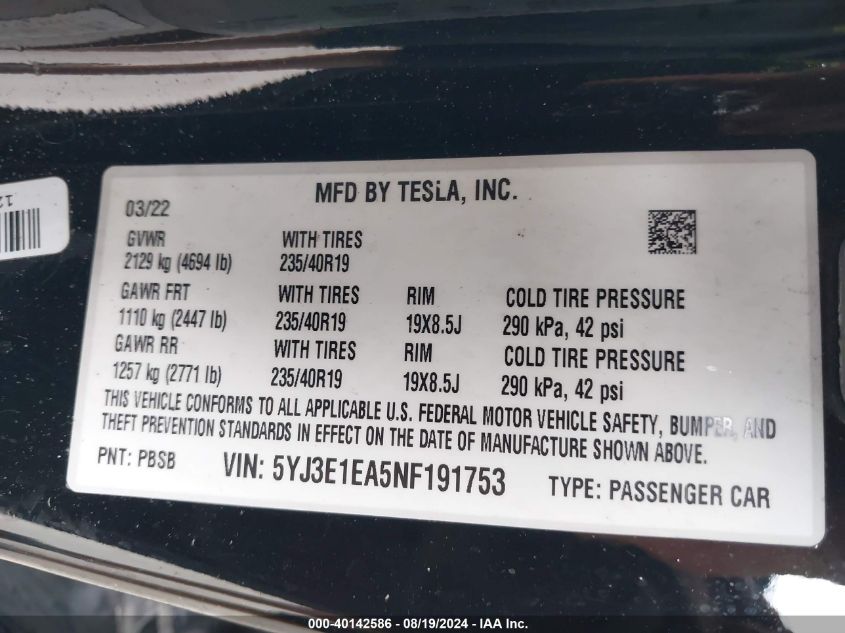 MFD BY TESLA, INC.
03/22
GVWR WITH TIRES
2129 kg (4694 lb) 235/40R19
GAWR FRT WITH TIRES RIM COLD TIRE PRESSURE
1110 kg (2447 lb) 235/40R19 19X8.5J 290 kPa, 42 psi
GAWR RR WITH TIRES RIM COLD TIRE PRESSURE
1257 kg (2771 lb) 235/40R19 19X8.5J 290 kPa, 42 psi
THIS VEHICLE CONFORMS TO ALL APPLICABLE U.S. FEDERAL MOTOR VEHICLE SAFETY, BUMPER, AND
THEFT PREVENTION STANDARDS IN EFFECT ON THE DATE OF MANUFACTURE SHOWN ABOVE.
PNT: PBSB VIN: 5YJ3E1EA5NF191753 TYPE: PASSENGER CAR
000-40142586 - 08/19/2024 - IAA Inc.